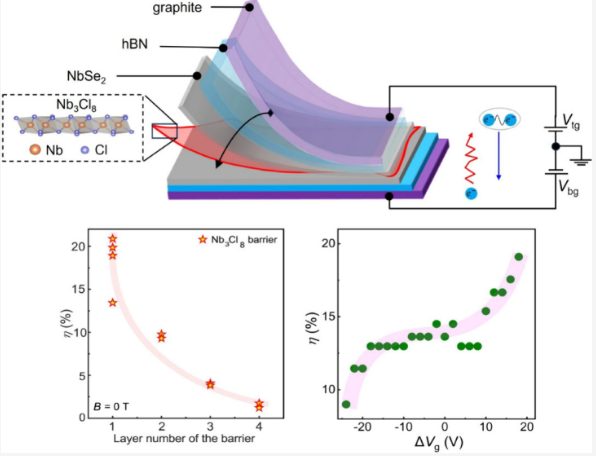 graphite
hBN
NbSe₂
Nb₃Cl₈
Nb Cl
e⁻ e⁻
e⁻
Vtg
Vbg
η (%)
20
15
10
5
0
Nb₃Cl₈ barrier
B = 0 T
1 2 3 4
Layer number of the barrier
η (%)
20
15
10
-20 -10 0 10 20
ΔVg (V)